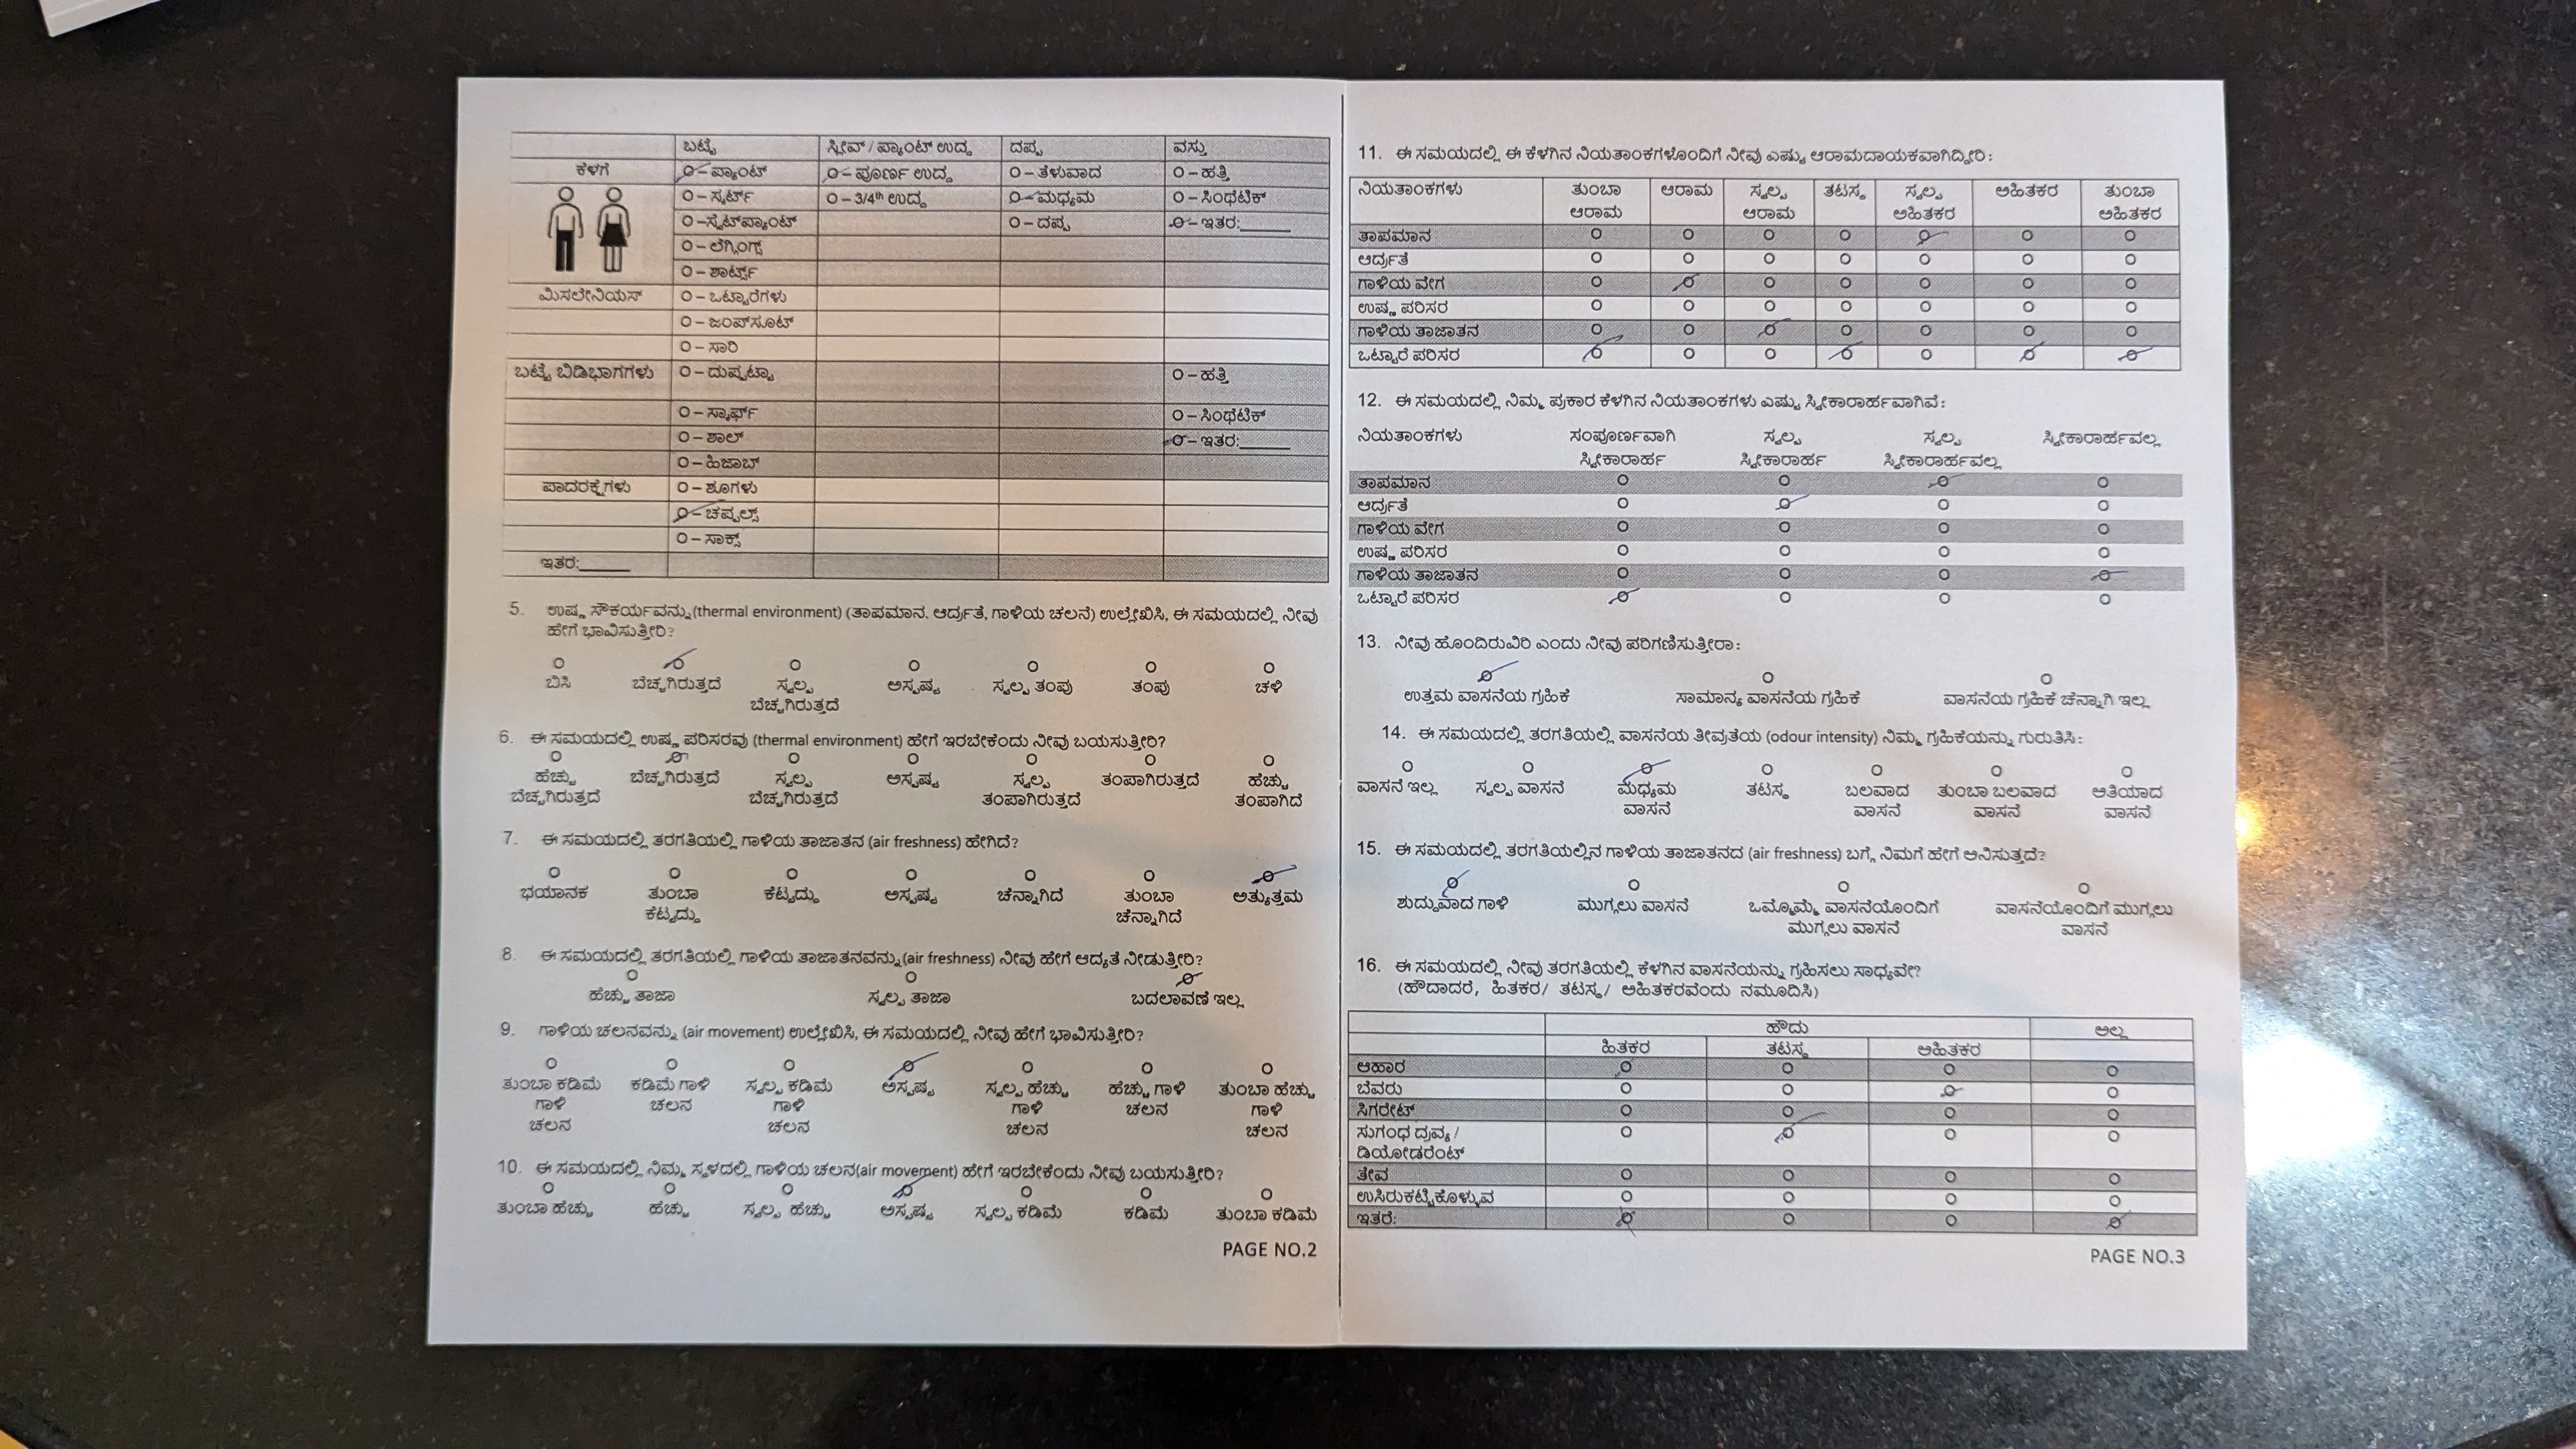 ಬಟ್ಟೆ ಸ್ಲೀವ್ / ಪ್ಯಾಂಟ್ ಉದ್ದ ದಪ್ಪ ವಸ್ತು
ಕೆಳಗೆ O – ಪ್ಯಾಂಟ್ O – ಪೂರ್ಣ ಉದ್ದ O – ತೆಳುವಾದ O – ಹತ್ತಿ
O – ಸ್ಕರ್ಟ್ O – 3/4th ಉದ್ದ O – ಮಧ್ಯಮ O – ಸಿಂಥೆಟಿಕ್
O –ಸ್ವೆಟ್‌ಪ್ಯಾಂಟ್ O – ದಪ್ಪ O – ಇತರ:______
O – ಲೆಗ್ಗಿಂಗ್ಸ್
O – ಶಾರ್ಟ್ಸ್
ಮಿಸಲೇನಿಯಸ್ O – ಒಟ್ಟಾರೆಗಳು
O – ಜಂಪ್‌ಸೂಟ್
O – ಸಾರಿ
ಬಟ್ಟೆ ಬಿಡಿಭಾಗಗಳು O – ದುಪ್ಪಟ್ಟಾ O – ಹತ್ತಿ
O – ಸ್ಕಾರ್ಫ್ O – ಸಿಂಥೆಟಿಕ್
O – ಶಾಲ್ O – ಇತರ:______
O – ಹಿಜಾಬ್
ಪಾದರಕ್ಷೆಗಳು O – ಶೂಗಳು
O – ಚಪ್ಪಲ್ಸ್
O – ಸಾಕ್ಸ್
ಇತರ:______
5. ಉಷ್ಣ ಸೌಕರ್ಯವನ್ನು(thermal environment) (ತಾಪಮಾನ, ಆರ್ದ್ರತೆ, ಗಾಳಿಯ ಚಲನೆ) ಉಲ್ಲೇಖಿಸಿ, ಈ ಸಮಯದಲ್ಲಿ ನೀವು
ಹೇಗೆ ಭಾವಿಸುತ್ತೀರಿ?
O O O O O O O
ಬಿಸಿ ಬೆಚ್ಚಗಿರುತ್ತದೆ ಸ್ವಲ್ಪ ಅಸ್ಪಷ್ಟ ಸ್ವಲ್ಪ ತಂಪು ತಂಪು ಚಳಿ
ಬೆಚ್ಚಗಿರುತ್ತದೆ
6. ಈ ಸಮಯದಲ್ಲಿ ಉಷ್ಣ ಪರಿಸರವು (thermal environment) ಹೇಗೆ ಇರಬೇಕೆಂದು ನೀವು ಬಯಸುತ್ತೀರಿ?
O O O O O O O
ಹೆಚ್ಚು ಬೆಚ್ಚಗಿರುತ್ತದೆ ಸ್ವಲ್ಪ ಅಸ್ಪಷ್ಟ ಸ್ವಲ್ಪ ತಂಪಾಗಿರುತ್ತದೆ ಹೆಚ್ಚು
ಬೆಚ್ಚಗಿರುತ್ತದೆ ಬೆಚ್ಚಗಿರುತ್ತದೆ ತಂಪಾಗಿರುತ್ತದೆ ತಂಪಾಗಿದೆ
7. ಈ ಸಮಯದಲ್ಲಿ ತರಗತಿಯಲ್ಲಿ ಗಾಳಿಯ ತಾಜಾತನ (air freshness) ಹೇಗಿದೆ?
O O O O O O O
ಭಯಾನಕ ತುಂಬಾ ಕೆಟ್ಟದ್ದು ಅಸ್ಪಷ್ಟ ಚೆನ್ನಾಗಿದೆ ತುಂಬಾ ಅತ್ಯುತ್ತಮ
ಕೆಟ್ಟದ್ದು ಚೆನ್ನಾಗಿದೆ
8. ಈ ಸಮಯದಲ್ಲಿ ತರಗತಿಯಲ್ಲಿ ಗಾಳಿಯ ತಾಜಾತನವನ್ನು(air freshness) ನೀವು ಹೇಗೆ ಆದ್ಯತೆ ನೀಡುತ್ತೀರಿ?
O O O
ಹೆಚ್ಚು ತಾಜಾ ಸ್ವಲ್ಪ ತಾಜಾ ಬದಲಾವಣೆ ಇಲ್ಲ
9. ಗಾಳಿಯ ಚಲನವನ್ನು (air movement) ಉಲ್ಲೇಖಿಸಿ, ಈ ಸಮಯದಲ್ಲಿ ನೀವು ಹೇಗೆ ಭಾವಿಸುತ್ತೀರಿ?
O O O O O O O
ತುಂಬಾ ಕಡಿಮೆ ಕಡಿಮೆ ಗಾಳಿ ಸ್ವಲ್ಪ ಕಡಿಮೆ ಅಸ್ಪಷ್ಟ ಸ್ವಲ್ಪ ಹೆಚ್ಚು ಹೆಚ್ಚು ಗಾಳಿ ತುಂಬಾ ಹೆಚ್ಚು
ಗಾಳಿ ಚಲನ ಗಾಳಿ ಗಾಳಿ ಚಲನ ಗಾಳಿ
ಚಲನ ಚಲನ ಚಲನ ಚಲನ
10. ಈ ಸಮಯದಲ್ಲಿ ನಿಮ್ಮ ಸ್ಥಳದಲ್ಲಿ ಗಾಳಿಯ ಚಲನ(air movement) ಹೇಗೆ ಇರಬೇಕೆಂದು ನೀವು ಬಯಸುತ್ತೀರಿ?
O O O O O O O
ತುಂಬಾ ಹೆಚ್ಚು ಹೆಚ್ಚು ಸ್ವಲ್ಪ ಹೆಚ್ಚು ಅಸ್ಪಷ್ಟ ಸ್ವಲ್ಪ ಕಡಿಮೆ ಕಡಿಮೆ ತುಂಬಾ ಕಡಿಮೆ
PAGE NO.2
11. ಈ ಸಮಯದಲ್ಲಿ ಈ ಕೆಳಗಿನ ನಿಯತಾಂಕಗಳೊಂದಿಗೆ ನೀವು ಎಷ್ಟು ಆರಾಮದಾಯಕವಾಗಿದ್ದೀರಿ:
ನಿಯತಾಂಕಗಳು ತುಂಬಾ ಆರಾಮ ಸ್ವಲ್ಪ ತಟಸ್ಥ ಸ್ವಲ್ಪ ಅಹಿತಕರ ತುಂಬಾ
ಆರಾಮ ಆರಾಮ ಅಹಿತಕರ ಅಹಿತಕರ
ತಾಪಮಾನ O O O O O O O
ಆರ್ದ್ರತೆ O O O O O O O
ಗಾಳಿಯ ವೇಗ O O O O O O O
ಉಷ್ಣ ಪರಿಸರ O O O O O O O
ಗಾಳಿಯ ತಾಜಾತನ O O O O O O O
ಒಟ್ಟಾರೆ ಪರಿಸರ O O O O O O O
12. ಈ ಸಮಯದಲ್ಲಿ ನಿಮ್ಮ ಪ್ರಕಾರ ಕೆಳಗಿನ ನಿಯತಾಂಕಗಳು ಎಷ್ಟು ಸ್ವೀಕಾರಾರ್ಹವಾಗಿವೆ:
ನಿಯತಾಂಕಗಳು ಸಂಪೂರ್ಣವಾಗಿ ಸ್ವಲ್ಪ ಸ್ವಲ್ಪ ಸ್ವೀಕಾರಾರ್ಹವಲ್ಲ
ಸ್ವೀಕಾರಾರ್ಹ ಸ್ವೀಕಾರಾರ್ಹ ಸ್ವೀಕಾರಾರ್ಹವಲ್ಲ
ತಾಪಮಾನ O O O O
ಆರ್ದ್ರತೆ O O O O
ಗಾಳಿಯ ವೇಗ O O O O
ಉಷ್ಣ ಪರಿಸರ O O O O
ಗಾಳಿಯ ತಾಜಾತನ O O O O
ಒಟ್ಟಾರೆ ಪರಿಸರ O O O O
13. ನೀವು ಹೊಂದಿರುವಿರಿ ಎಂದು ನೀವು ಪರಿಗಣಿಸುತ್ತೀರಾ:
O O O
ಉತ್ತಮ ವಾಸನೆಯ ಗ್ರಹಿಕೆ ಸಾಮಾನ್ಯ ವಾಸನೆಯ ಗ್ರಹಿಕೆ ವಾಸನೆಯ ಗ್ರಹಿಕೆ ಚೆನ್ನಾಗಿ ಇಲ್ಲ
14. ಈ ಸಮಯದಲ್ಲಿ ತರಗತಿಯಲ್ಲಿ ವಾಸನೆಯ ತೀವ್ರತೆಯ (odour intensity) ನಿಮ್ಮ ಗ್ರಹಿಕೆಯನ್ನು ಗುರುತಿಸಿ:
O O O O O O O
ವಾಸನೆ ಇಲ್ಲ ಸ್ವಲ್ಪ ವಾಸನೆ ಮಧ್ಯಮ ತಟಸ್ಥ ಬಲವಾದ ತುಂಬಾ ಬಲವಾದ ಅತಿಯಾದ
ವಾಸನೆ ವಾಸನೆ ವಾಸನೆ ವಾಸನೆ
15. ಈ ಸಮಯದಲ್ಲಿ ತರಗತಿಯಲ್ಲಿನ ಗಾಳಿಯ ತಾಜಾತನದ (air freshness) ಬಗ್ಗೆ ನಿಮಗೆ ಹೇಗೆ ಅನಿಸುತ್ತದೆ?
O O O O
ಶುದ್ಧವಾದ ಗಾಳಿ ಮುಗ್ಗಲು ವಾಸನೆ ಒಮ್ಮೊಮ್ಮೆ ವಾಸನೆಯೊಂದಿಗೆ ವಾಸನೆಯೊಂದಿಗೆ ಮುಗ್ಗಲು
ಮುಗ್ಗಲು ವಾಸನೆ ವಾಸನೆ
16. ಈ ಸಮಯದಲ್ಲಿ ನೀವು ತರಗತಿಯಲ್ಲಿ ಕೆಳಗಿನ ವಾಸನೆಯನ್ನು ಗ್ರಹಿಸಲು ಸಾಧ್ಯವೇ?
(ಹೌದಾದರೆ, ಹಿತಕರ/ ತಟಸ್ಥ/ ಅಹಿತಕರವೆಂದು ನಮೂದಿಸಿ)
ಹೌದು ಅಲ್ಲ
ಹಿತಕರ ತಟಸ್ಥ ಅಹಿತಕರ
ಆಹಾರ O O O O
ಬೆವರು O O O O
ಸಿಗರೇಟ್ O O O O
ಸುಗಂಧ ದ್ರವ್ಯ/ O O O O
ಡಿಯೋಡರೆಂಟ್
ತೇವ O O O O
ಉಸಿರುಕಟ್ಟಿಕೊಳ್ಳುವ O O O O
ಇತರೆ: O O O O
PAGE NO.3